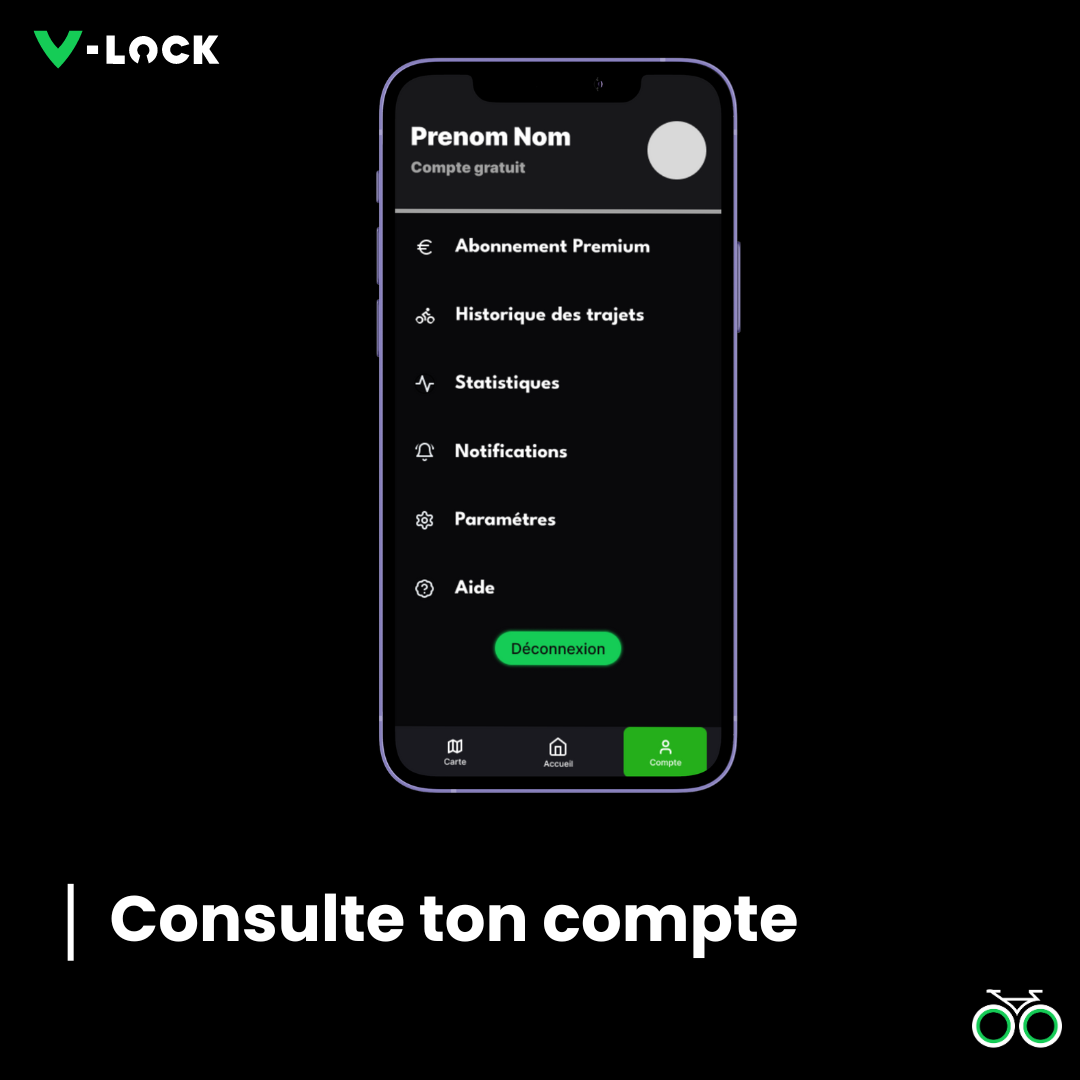 V-LOCK
Prenom Nom
Compte gratuit
€ Abonnement Premium
Historique des trajets
Statistiques
Notifications
Paramétres
Aide
Déconnexion
Carte
Accueil
Compte
Consulte ton compte